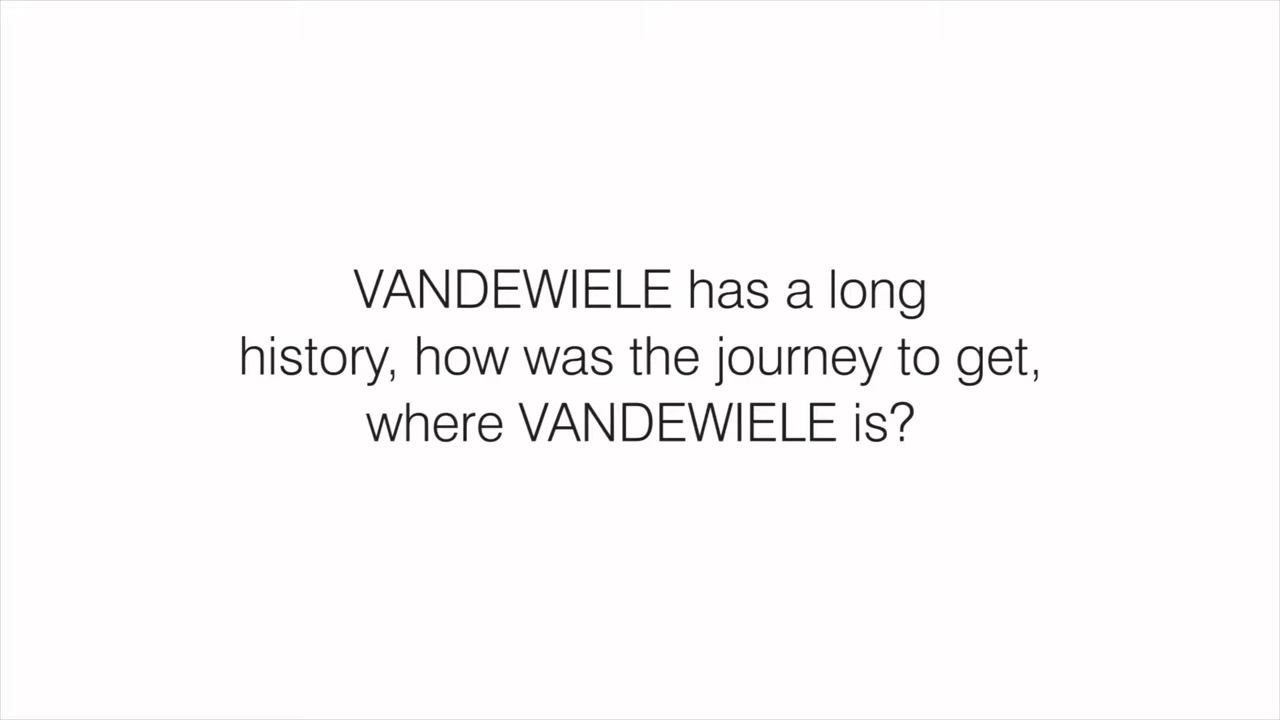 VANDEWIELE has a long
history, how was the journey to get,
where VANDEWIELE is?